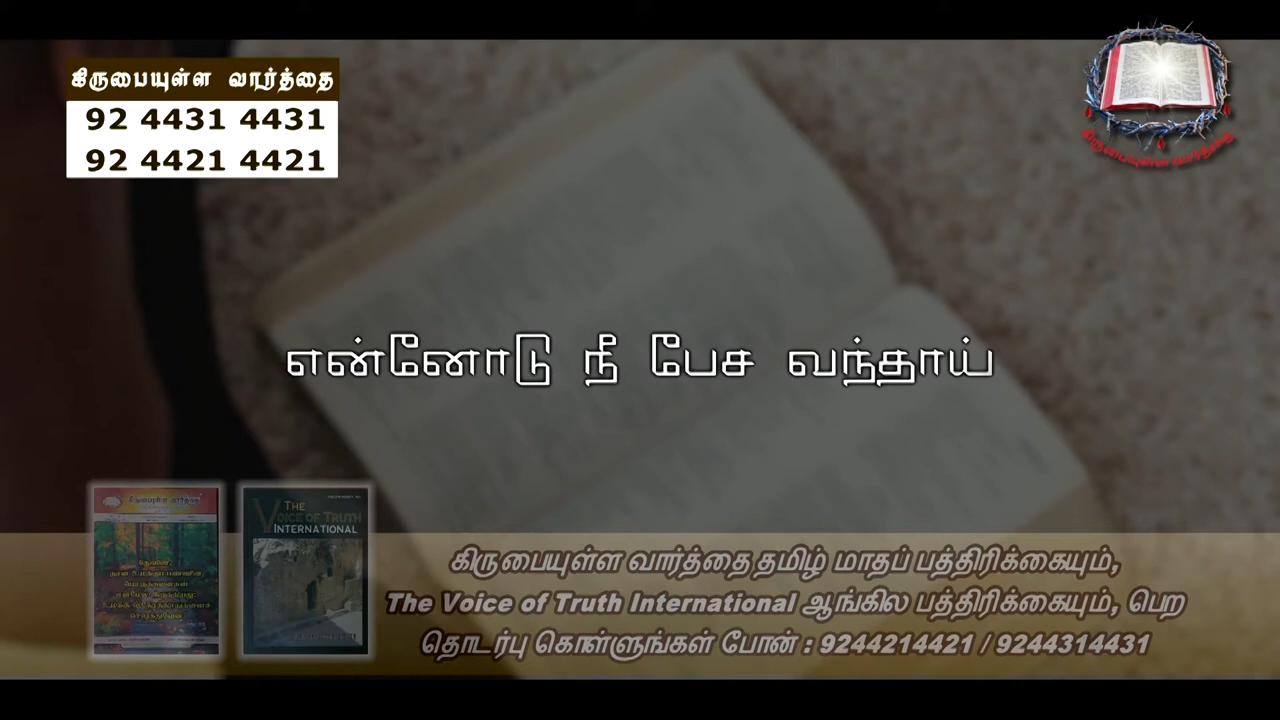 கிருபையுள்ள வார்த்தை
92 4431 4431
92 4421 4421
கிருபையுள்ள வார்த்தை
என்னோடு நீ பேச வந்தாய்
கிருபையுள்ள வார்த்தை
THE
VOICE OF TRUTH
INTERNATIONAL
கிருபையுள்ள வார்த்தை தமிழ் மாதப் பத்திரிக்கையும்,
The Voice of Truth International ஆங்கில பத்திரிக்கையும், பெற
தொடர்பு கொள்ளுங்கள் போன் : 9244214421 / 9244314431